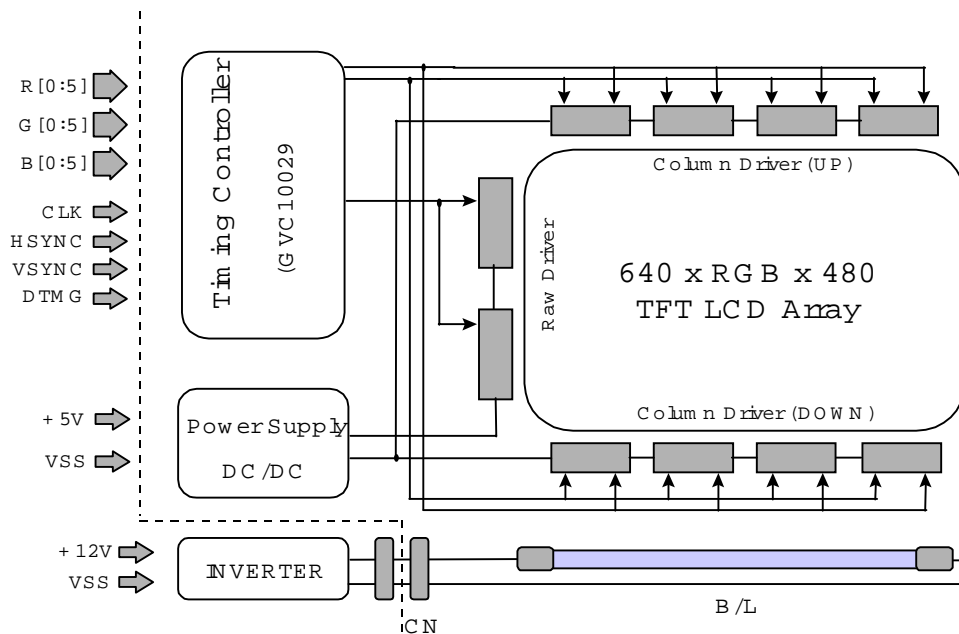 R[0:5]
G[0:5]
B[0:5]
CLK
HSYNC
VSYNC
DTMG
+5V
VSS
+12V
VSS
Timing Controller
(GVC10029)
Power Supply
DC/DC
INVERTER
CN
Raw Driver
Column Driver(UP)
640 x RGB x 480
TFT LCD Array
Column Driver(DOWN)
B/L